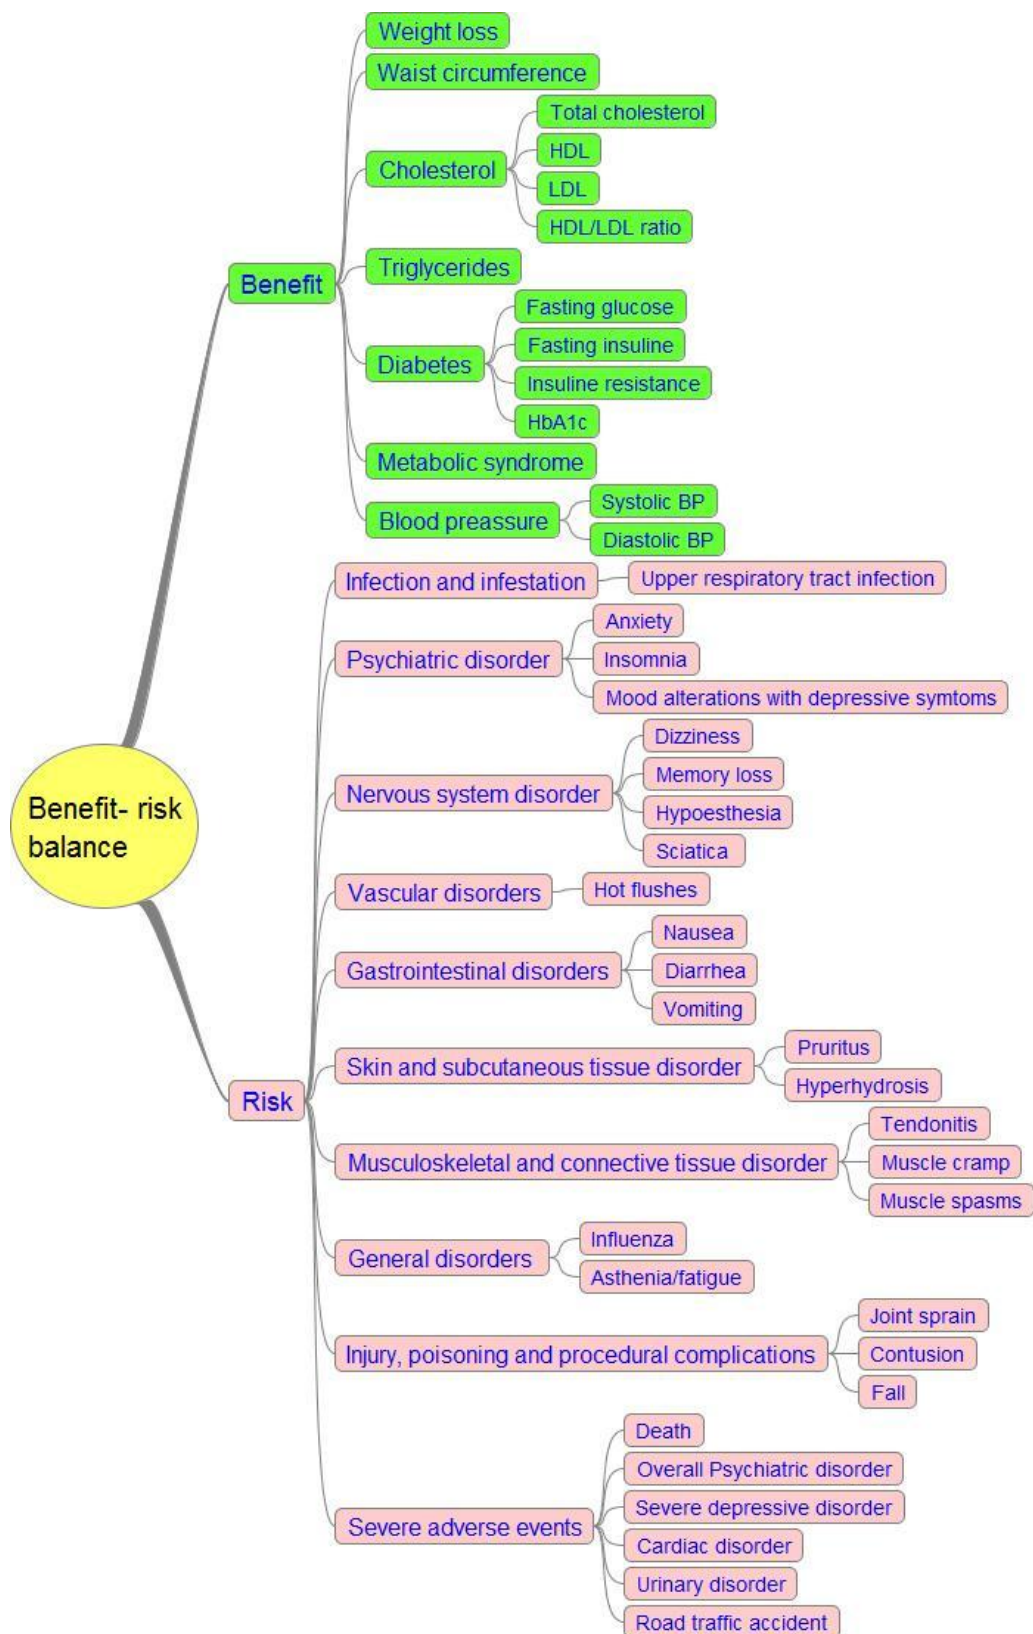 Weight loss
Waist circumference
Total cholesterol
HDL
Cholesterol
LDL
HDL/LDL ratio
Triglycerides
Benefit
Fasting glucose
Fasting insuline
Diabetes
Insuline resistance
HbA1c
Metabolic syndrome
Systolic BP
Blood preassure
Diastolic BP
Infection and infestation
Upper respiratory tract infection
Anxiety
Psychiatric disorder
Insomnia
Mood alterations with depressive symtoms
Dizziness
Memory loss
Nervous system disorder
Hypoesthesia
Sciatica
Benefit- risk
balance
Vascular disorders
Hot flushes
Nausea
Gastrointestinal disorders
Diarrhea
Vomiting
Pruritus
Skin and subcutaneous tissue disorder
Hyperhydrosis
Risk
Tendonitis
Musculoskeletal and connective tissue disorder
Muscle cramp
Muscle spasms
Influenza
General disorders
Asthenia/fatigue
Joint sprain
Injury, poisoning and procedural complications
Contusion
Fall
Death
Overall Psychiatric disorder
Severe depressive disorder
Severe adverse events
Cardiac disorder
Urinary disorder
Road traffic accident